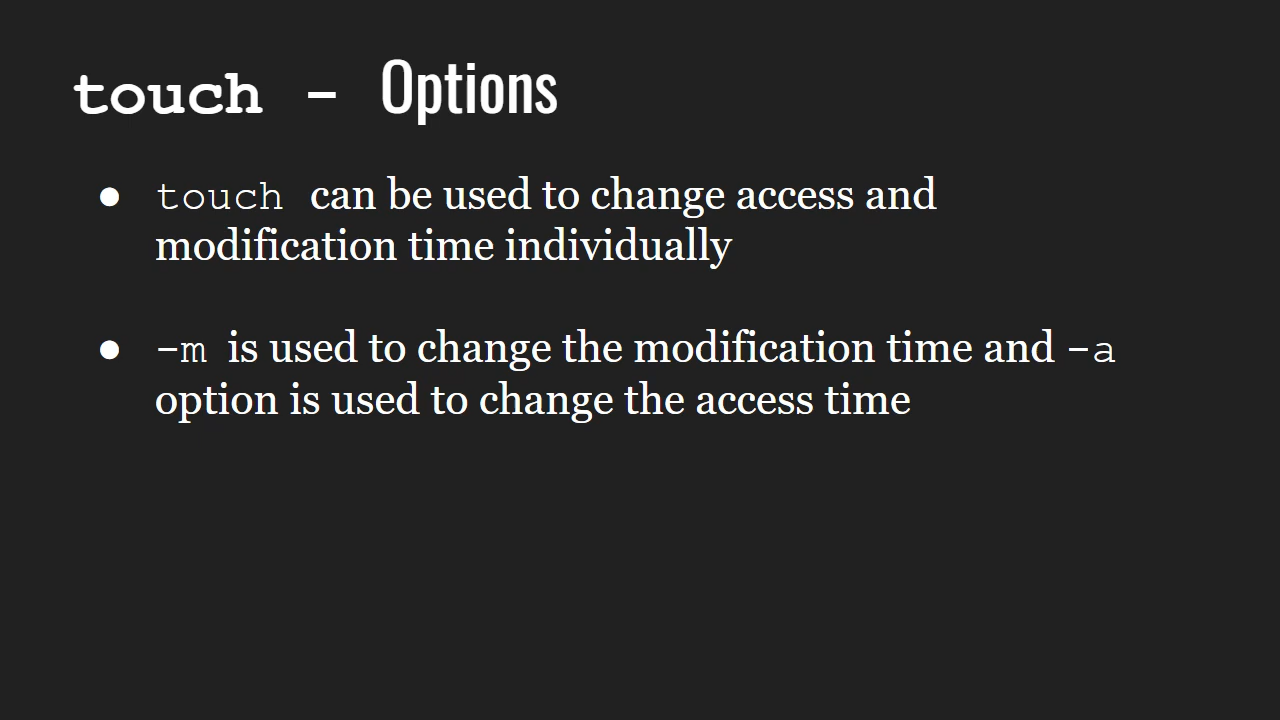 touch - Options
● touch can be used to change access and
modification time individually
● -m is used to change the modification time and -a
option is used to change the access time